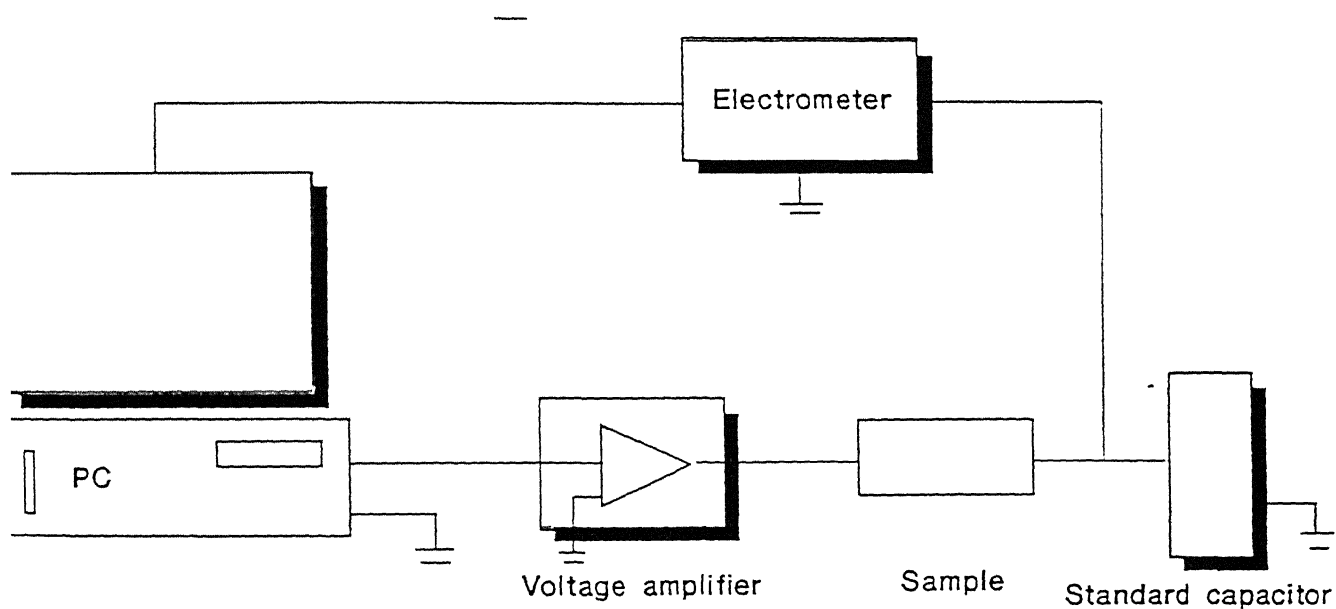 Electrometer
PC
Voltage amplifier
Sample
Standard capacitor